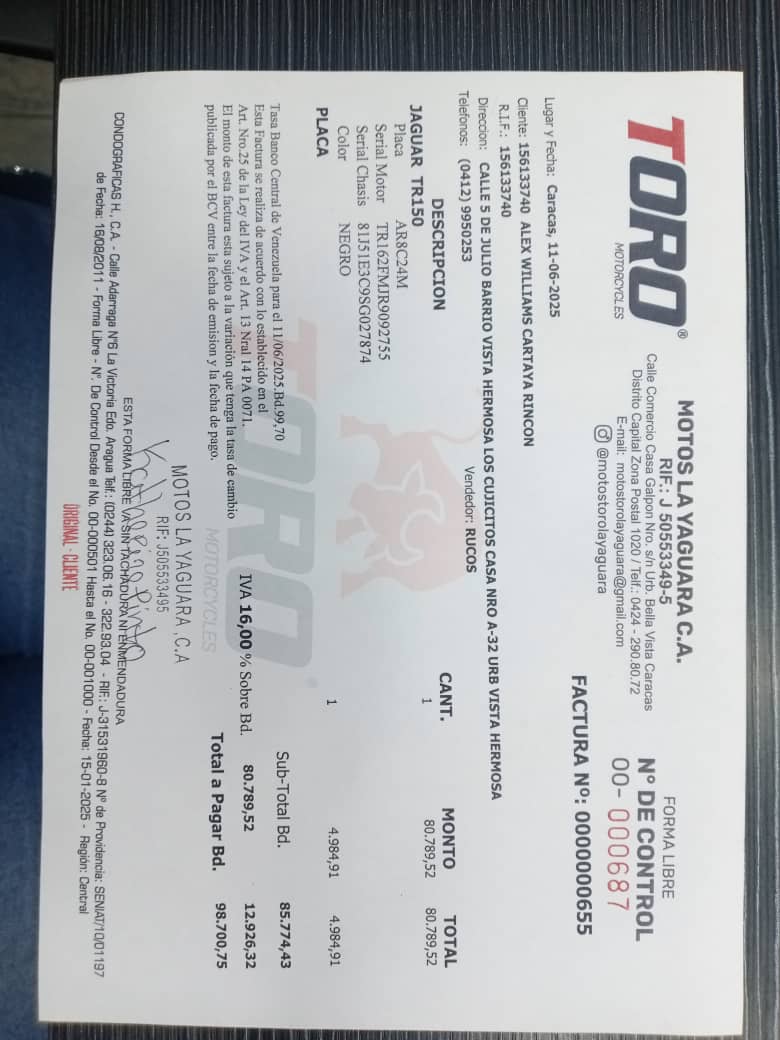 TORO®
MOTORCYCLES
MOTOS LA YAGUARA C.A.
RIF.: J 50553349-5
Calle Comercio Casa Galpon Nro. s/n Urb. Bella Vista Caracas
Distrito Capital Zona Postal 1020 / Telf.: 0424 - 290.80.72
E-mail: motostorolayaguara@gmail.com
@motostorolayaguara
FORMA LIBRE
Nº DE CONTROL
00- 000687
FACTURA Nº: 0000000655
Lugar y Fecha: Caracas, 11-06-2025
Cliente: 156133740 ALEX WILLIAMS CARTAYA RINCON
R.I.F.: 156133740
Direccion: CALLE 5 DE JULIO BARRIO VISTA HERMOSA LOS CUJICITOS CASA NRO A-32 URB VISTA HERMOSA
Telefonos: (0412) 9950253 Vendedor: RUCOS
DESCRIPCION CANT. MONTO TOTAL
JAGUAR TR150 1 80.789,52 80.789,52
Placa AR8C24M
Serial Motor TR162FMJR9092755
Serial Chasis 81J51E3C9SG027874
Color NEGRO
PLACA 1 4.984,91 4.984,91
TORO®
MOTORCYCLES
Tasa Banco Central de Venezuela para el 11/06/2025.Bd.99,70 Sub-Total Bd. 85.774,43
Esta Factura se realiza de acuerdo con lo establecido en el
Art. Nro.25 de la Ley del IVA y el Art. 13 Nral 14 PA 0071. IVA 16,00 % Sobre Bd. 80.789,52 12.926,32
El monto de esta factura esta sujeto a la variación que tenga la tasa de cambio
publicada por el BCV entre la fecha de emision y la fecha de pago. Total a Pagar Bd. 98.700,75
MOTOS LA YAGUARA ,C.A
RIF: J505533495
ESTA FORMA LIBRE VA SIN TACHADURA NI ENMENDADURA
CONDOGRAFICAS H., C.A. - Calle Adarraga Nº6 La Victoria Edo. Aragua Telf.: (0244) 323.06.16 - 322.93.04 - RIF.: J-31531960-8 Nº de Providencia: SENIAT/10/01197
de Fecha: 16/08/2011 - Forma Libre - Nº. De Control Desde el No. 00-000501 Hasta el No. 00-001000 - Fecha: 15-01-2025 - Región: Central
ORIGINAL - CLIENTE